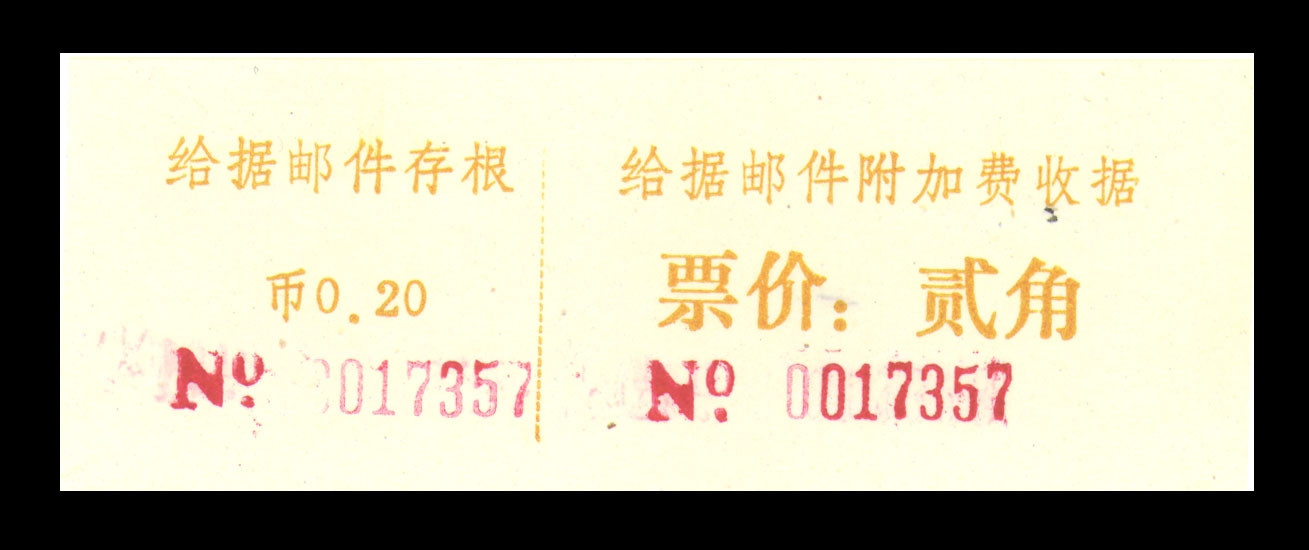 给据邮件存根
币0.20
Nº 0017357
给据邮件附加费收据
票价：贰角
Nº 0017357